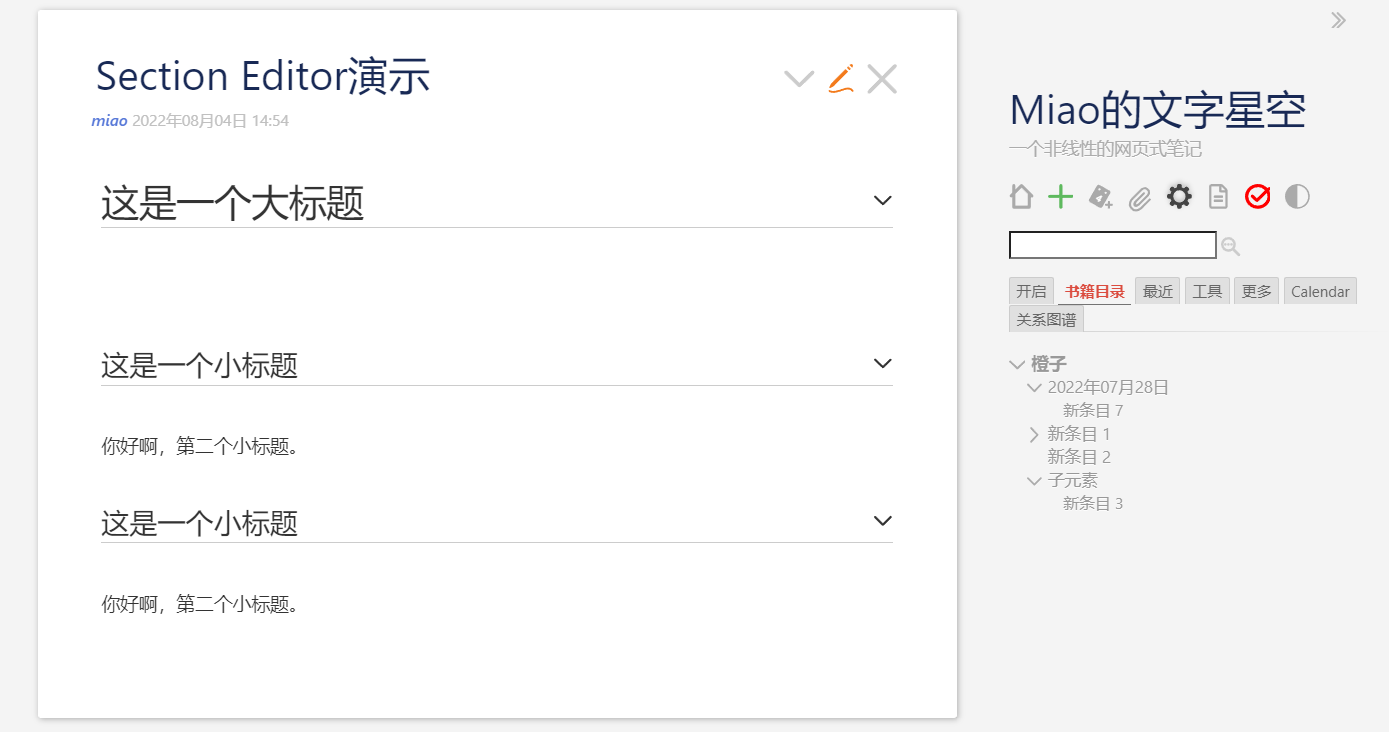 Section Editor演示
miao 2022年08月04日 14:54
这是一个大标题
这是一个小标题
你好啊，第二个小标题。
这是一个小标题
你好啊，第二个小标题。
Miao的文字星空
一个非线性的网页式笔记
开启 书籍目录 最近 工具 更多 Calendar
关系图谱
橙子
2022年07月28日
新条目 7
新条目 1
新条目 2
子元素
新条目 3